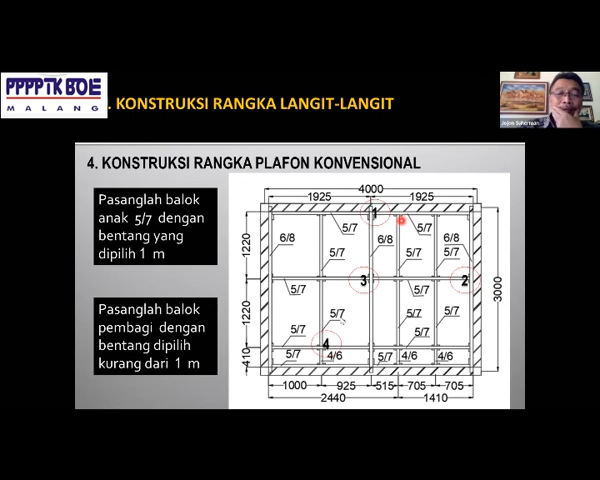 PPPPTK BOE
MALANG
. KONSTRUKSI RANGKA LANGIT-LANGIT
4. KONSTRUKSI RANGKA PLAFON KONVENSIONAL
Pasanglah balok
anak 5/7 dengan
bentang yang
dipilih 1 m
Pasanglah balok
pembagi dengan
bentang dipilih
kurang dari 1 m
4000
1925 1925
1
5/7 5/7
6/8 6/8 6/8
5/7 5/7 5/7
1220
3 2
3000
5/7 5/7
5/7 5/7
5/7
1220
5/7 5/7
4
410
5/7 4/6 5/7 4/6 4/6
1000 925 515 705 705
2440 1410